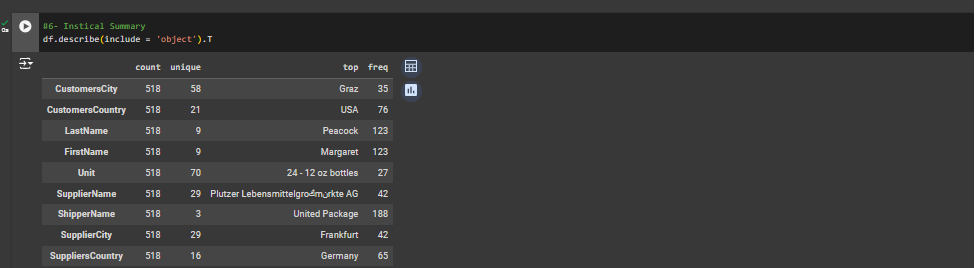 #6- Instical Summary
df.describe(include = 'object').T
count unique top freq
CustomersCity 518 58 Graz 35
CustomersCountry 518 21 USA 76
LastName 518 9 Peacock 123
FirstName 518 9 Margaret 123
Unit 518 70 24 - 12 oz bottles 27
SupplierName 518 29 Plutzer AG 42
ShipperName 518 3 United Package 188
SupplierCity 518 29 Frankfurt 42
SuppliersCountry 518 16 Germany 65